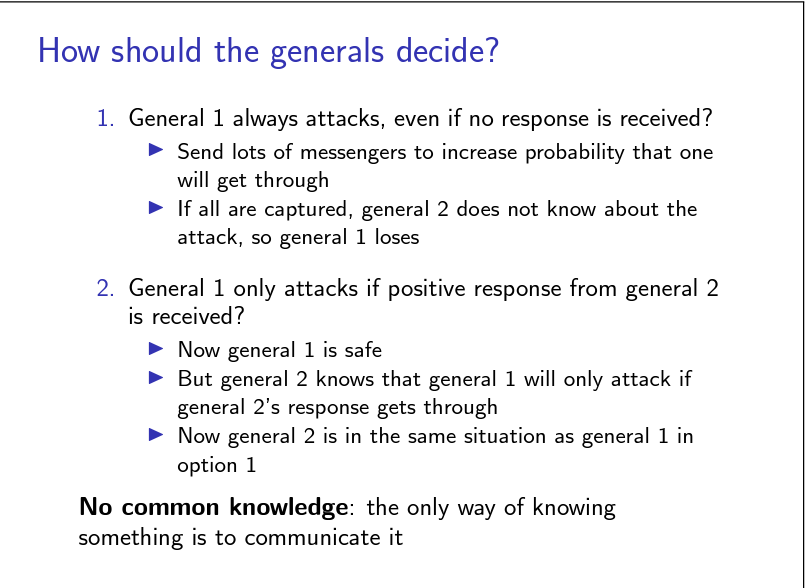 How should the generals decide?
1. General 1 always attacks, even if no response is received?
▶ Send lots of messengers to increase probability that one
will get through
▶ If all are captured, general 2 does not know about the
attack, so general 1 loses
2. General 1 only attacks if positive response from general 2
is received?
▶ Now general 1 is safe
▶ But general 2 knows that general 1 will only attack if
general 2's response gets through
▶ Now general 2 is in the same situation as general 1 in
option 1
No common knowledge: the only way of knowing
something is to communicate it